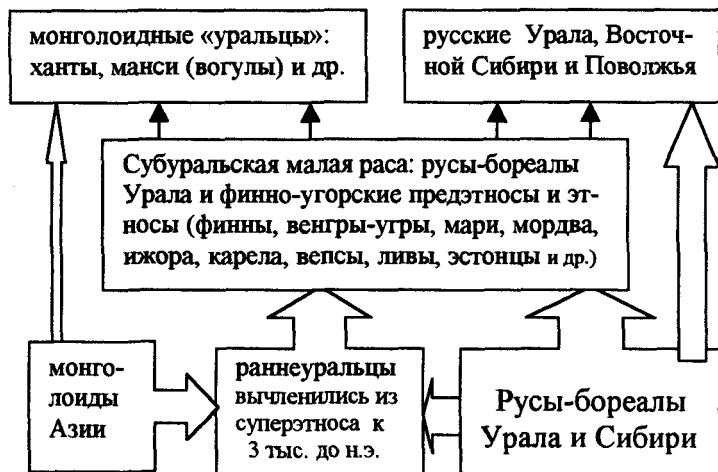 монголоидные «уральцы»:
ханты, манси (вогулы) и др.
русские Урала, Восточ-
ной Сибири и Поволжья
Субуральская малая раса: русы-бореалы
Урала и финно-угорские предэтносы и эт-
носы (финны, венгры-угры, мари, мордва,
ижора, карела, вепсы, ливы, эстонцы и др.)
монго-
лоиды
Азии
раннеуральцы
вычленились из
суперэтноса к
3 тыс. до н.э.
Русы-бореалы
Урала и Сибири